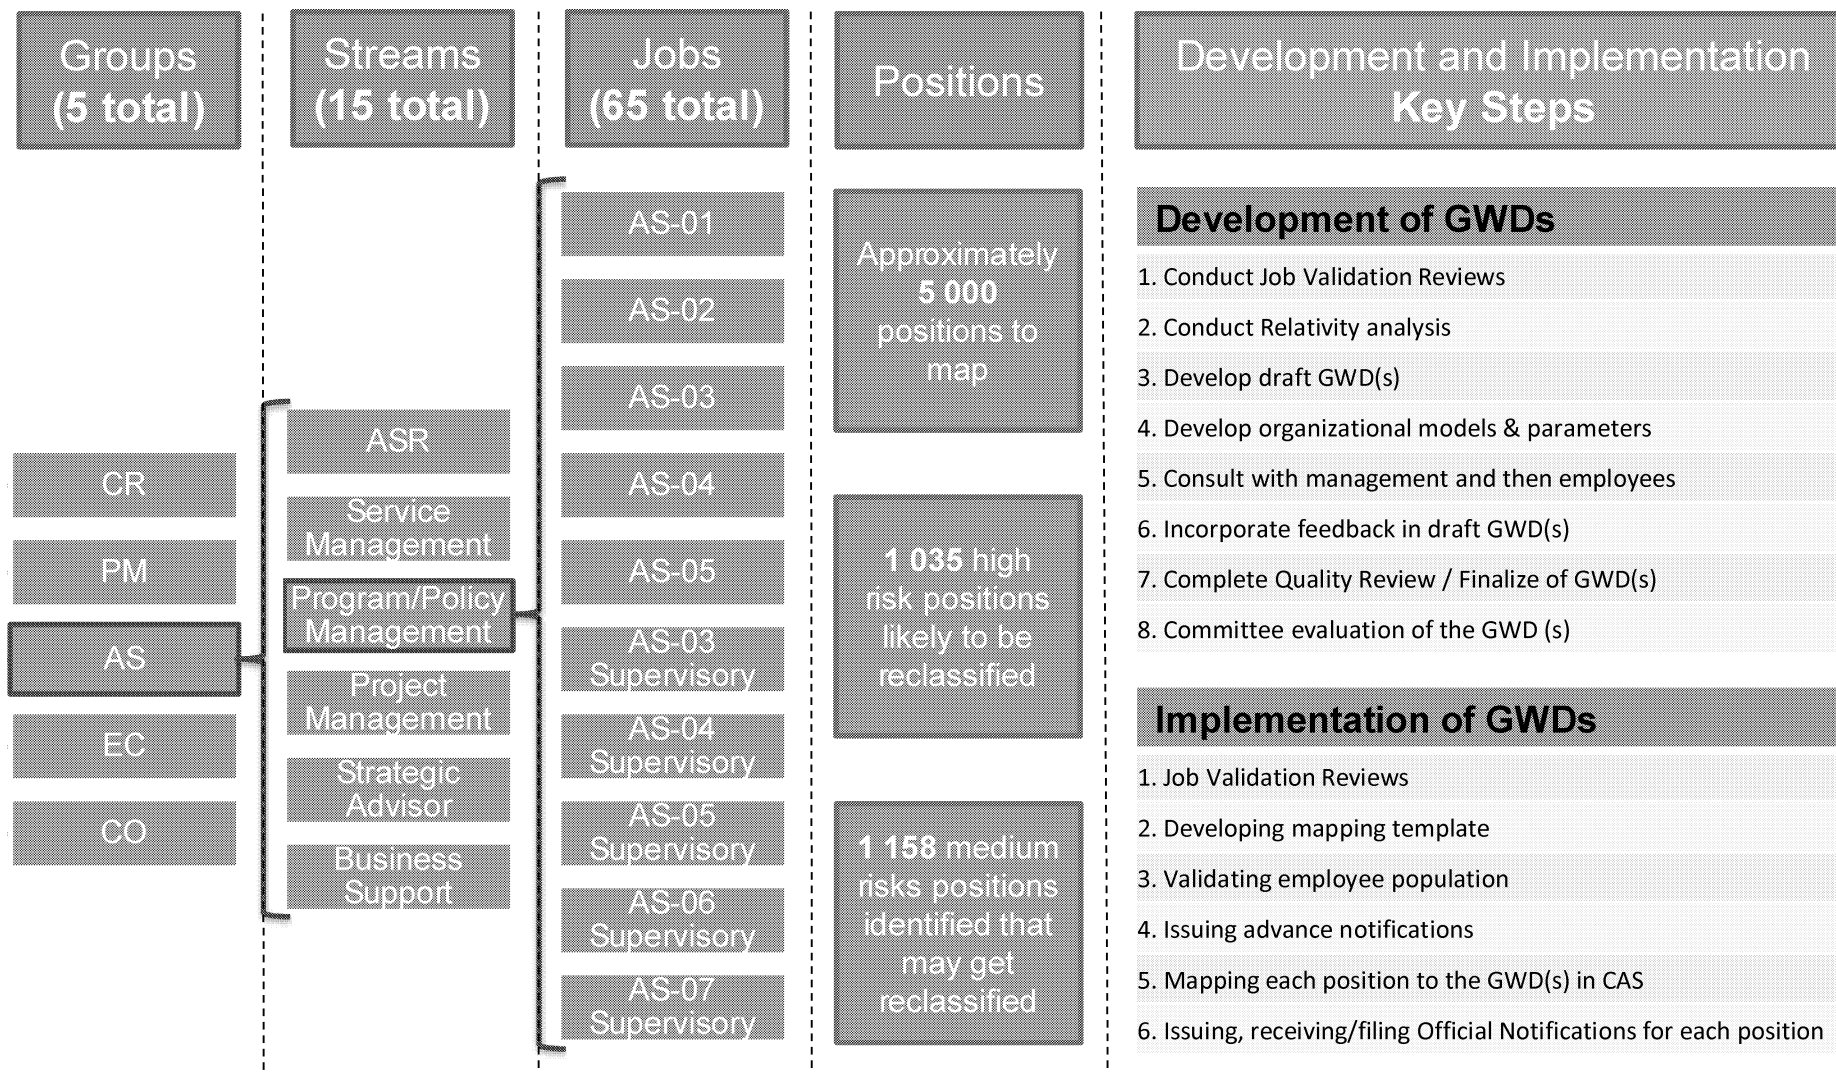 Groups
(5 total)
Streams
(15 total)
Jobs
(65 total)
Positions
Development and Implementation
Key Steps
CR
PM
AS
EC
CO
ASR
Service
Management
Program/Policy
Management
Project
Management
Strategic
Advisor
Business
Support
AS-01
AS-02
AS-03
AS-04
AS-05
AS-03
Supervisory
AS-04
Supervisory
AS-05
Supervisory
AS-06
Supervisory
AS-07
Supervisory
Approximately
5 000
positions to
map
1 035 high
risk positions
likely to be
reclassified
1 158 medium
risks positions
identified that
may get
reclassified
Development of GWDs
1. Conduct Job Validation Reviews
2. Conduct Relativity analysis
3. Develop draft GWD(s)
4. Develop organizational models & parameters
5. Consult with management and then employees
6. Incorporate feedback in draft GWD(s)
7. Complete Quality Review / Finalize of GWD(s)
8. Committee evaluation of the GWD (s)
Implementation of GWDs
1. Job Validation Reviews
2. Developing mapping template
3. Validating employee population
4. Issuing advance notifications
5. Mapping each position to the GWD(s) in CAS
6. Issuing, receiving/filing Official Notifications for each position